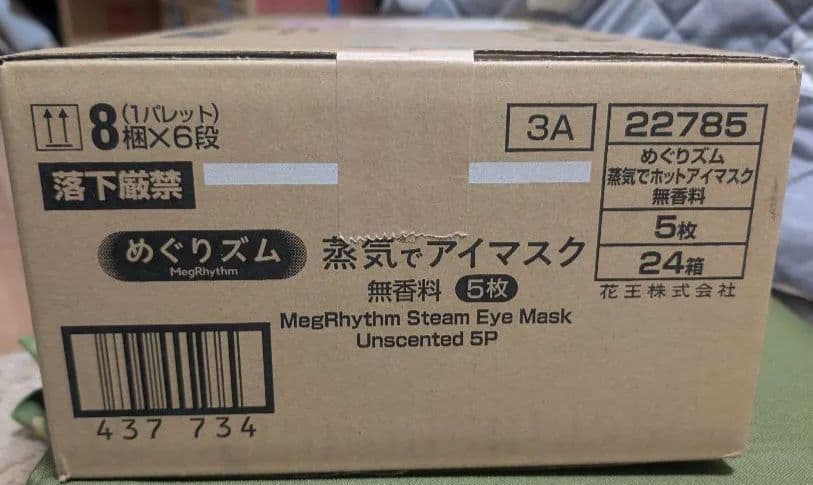 8 (1パレット)
梱×6段
落下厳禁
3A
22785
めぐりズム
蒸気でホットアイマスク
無香料
5枚
24箱
花王株式会社
めぐりズム
MegRhythm
蒸気でアイマスク
無香料 5枚
MegRhythm Steam Eye Mask
Unscented 5P
437 734